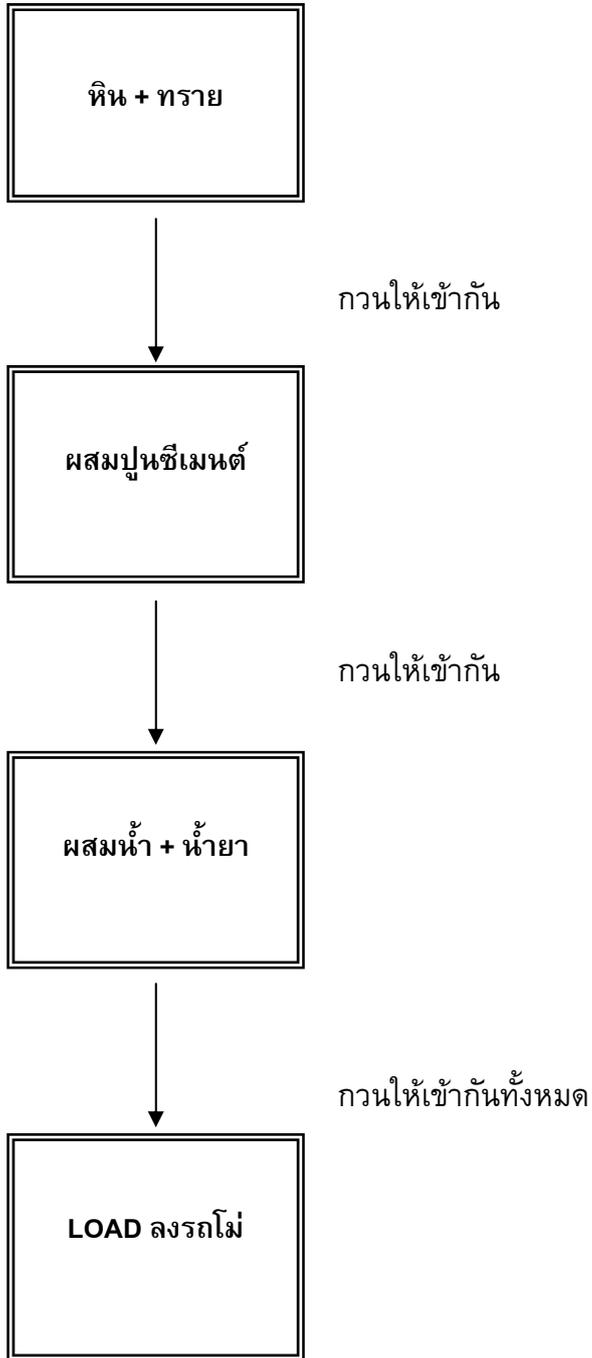 หิน + ทราย
กวนให้เข้ากัน
ผสมปูนซีเมนต์
กวนให้เข้ากัน
ผสมน้ำ + น้ำยา
กวนให้เข้ากันทั้งหมด
LOAD ลงรถโม่